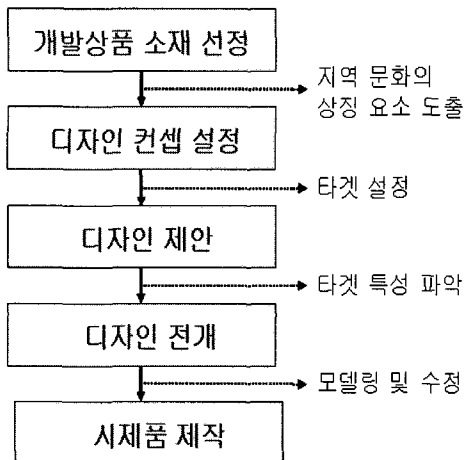 개발상품 소재 선정
지역 문화의
상징 요소 도출
디자인 컨셉 설정
타겟 설정
디자인 제안
타겟 특성 파악
디자인 전개
모델링 및 수정
시제품 제작